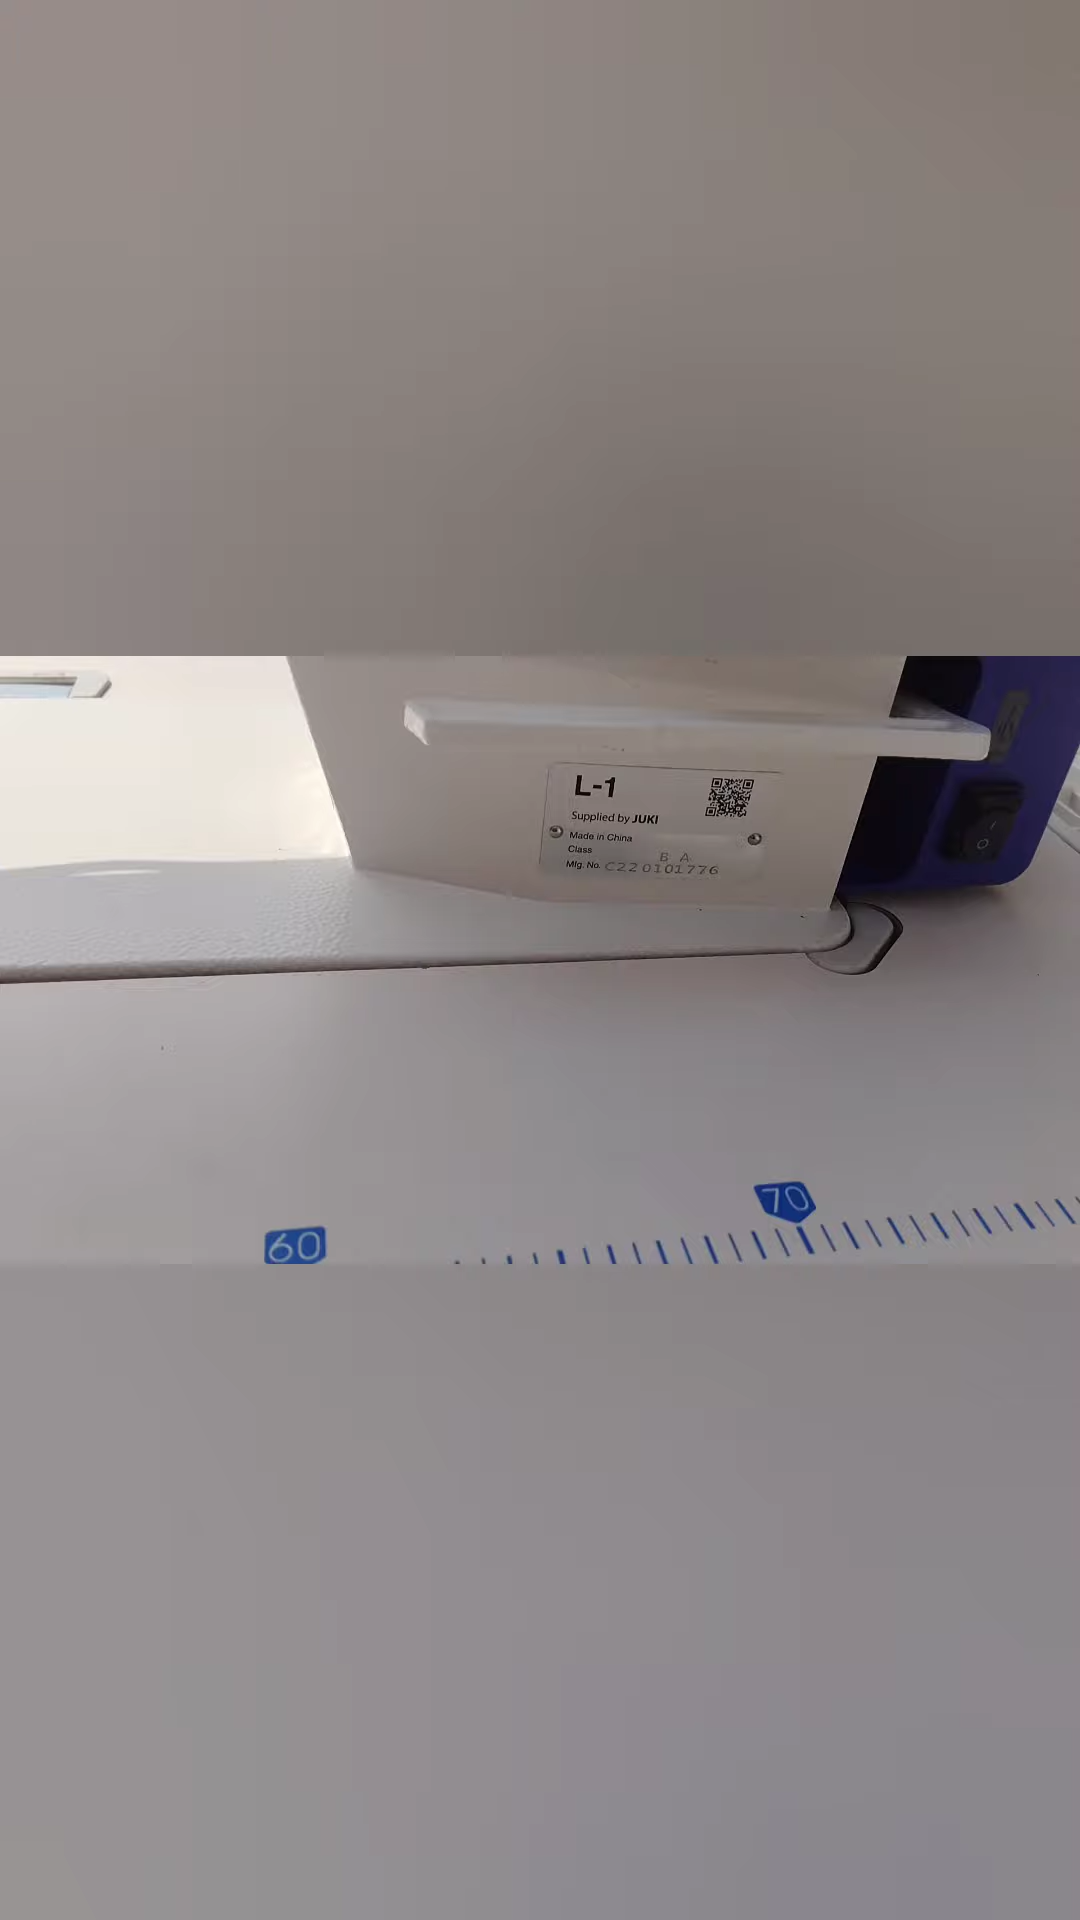 L-1
Supplied by JUKI
Made in China
Class B A
Mfg. No. C220101776
70
60